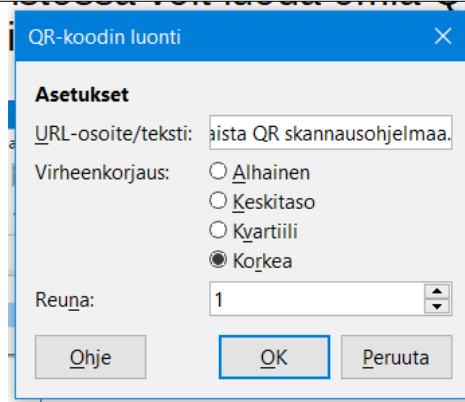 QR-koodin luonti
Asetukset
URL-osoite/teksti: aista QR skannausohjelmaa.
Virheenkorjaus: Alhainen
Keskitaso
Kvartiili
Korkea
Reuna: 1
Ohje OK Peruuta